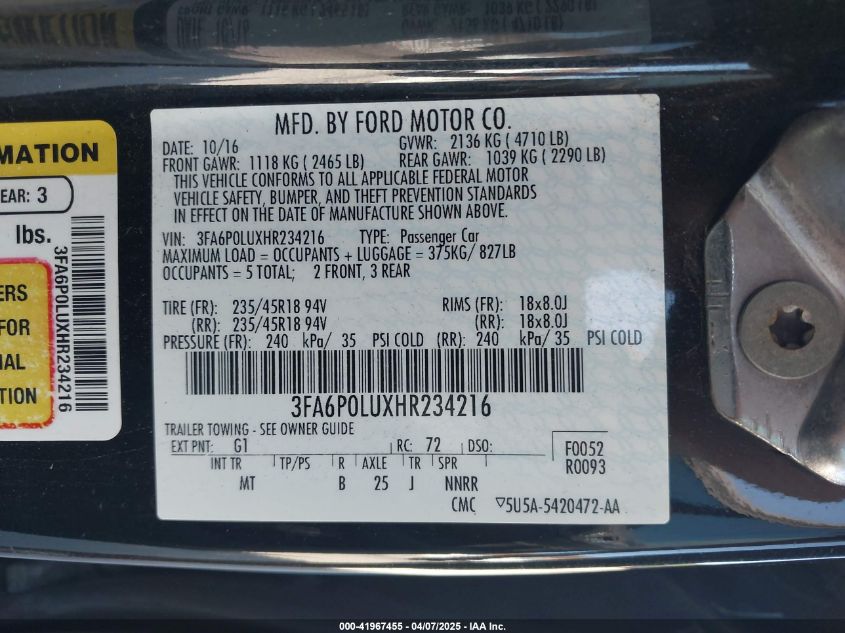 MFD. BY FORD MOTOR CO.
DATE: 10/16 GVWR: 2136 KG ( 4710 LB)
FRONT GAWR: 1118 KG ( 2465 LB) REAR GAWR: 1039 KG ( 2290 LB)
THIS VEHICLE CONFORMS TO ALL APPLICABLE FEDERAL MOTOR
VEHICLE SAFETY, BUMPER, AND THEFT PREVENTION STANDARDS
IN EFFECT ON THE DATE OF MANUFACTURE SHOWN ABOVE.
VIN: 3FA6P0LUXHR234216 TYPE: Passenger Car
MAXIMUM LOAD = OCCUPANTS + LUGGAGE = 375KG/ 827LB
OCCUPANTS = 5 TOTAL; 2 FRONT, 3 REAR
TIRE (FR): 235/45R18 94V RIMS (FR): 18x8.0J
(RR): 235/45R18 94V (RR): 18x8.0J
PRESSURE (FR): 240 kPa/ 35 PSI COLD (RR): 240 kPa/ 35 PSI COLD
3FA6P0LUXHR234216
TRAILER TOWING - SEE OWNER GUIDE
EXT PNT: G1 RC: 72 DSO:
F0052
R0093
INT TR TP/PS R AXLE TR SPR
MT B 25 J NNRR
CMC ▽5U5A-5420472-AA
MATION
EAR: 3
lbs.
3FA6P0LUXHR234216
ERS
FOR
IAL
TION
000-41967455 - 04/07/2025 - IAA Inc.